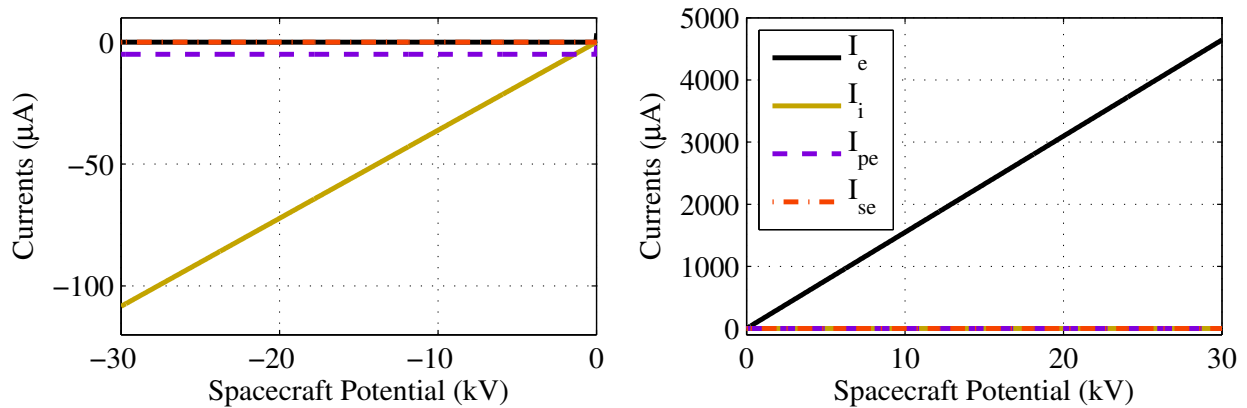 0
−50
−100
Currents (μA)
−30
−20
−10
0
Spacecraft Potential (kV)
5000
4000
3000
2000
1000
0
Currents (μA)
I_e
I_i
I_pe
I_se
0
10
20
30
Spacecraft Potential (kV)